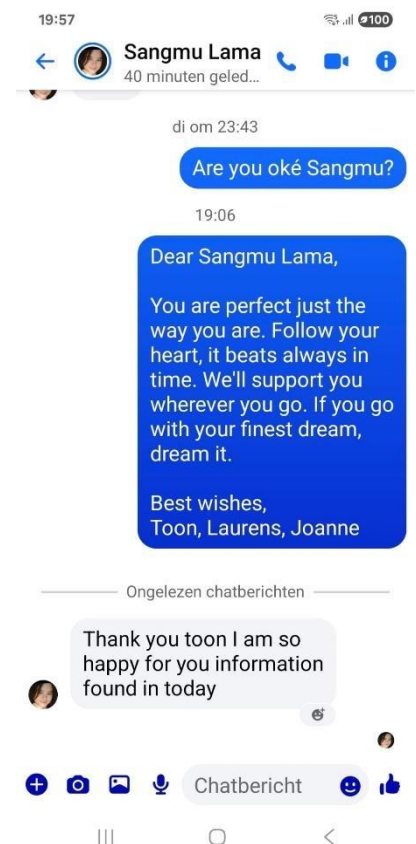 19:57
100
Sangmu Lama
40 minuten geled...
di om 23:43
Are you oké Sangmu?
19:06
Dear Sangmu Lama,
You are perfect just the
way you are. Follow your
heart, it beats always in
time. We'll support you
wherever you go. If you go
with your finest dream,
dream it.
Best wishes,
Toon, Laurens, Joanne
Ongelezen chatberichten
Thank you toon I am so
happy for you information
found in today
Chatbericht